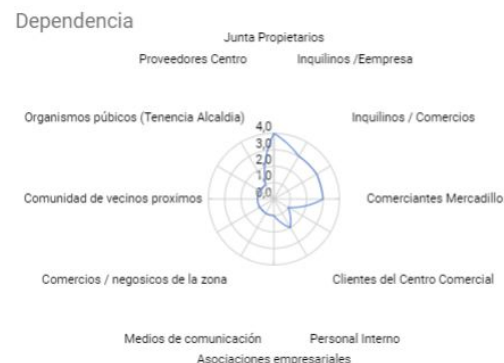 Dependencia
Junta Propietarios
Proveedores Centro
Inquilinos /Eempresa
Organismos púbicos (Tenencia Alcaldia)
Inquilinos / Comercios
4,0
3,0
2,0
1,0
0,0
Comunidad de vecinos proximos
Comerciantes Mercadillo
Comercios / negosicos de la zona
Clientes del Centro Comercial
Medios de comunicación
Personal Interno
Asociaciones empresariales